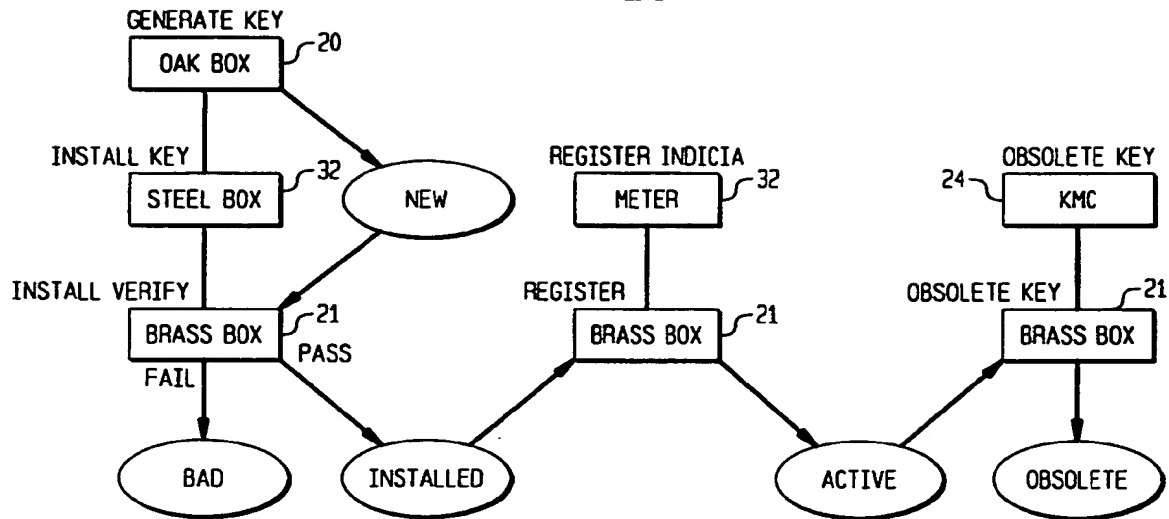 GENERATE KEY
OAK BOX
20
INSTALL KEY
STEEL BOX
32
NEW
INSTALL VERIFY
BRASS BOX
21
PASS
FAIL
BAD
INSTALLED
REGISTER INDICIA
METER
32
REGISTER
BRASS BOX
21
ACTIVE
OBSOLETE KEY
24
KMC
OBSOLETE KEY
21
BRASS BOX
OBSOLETE